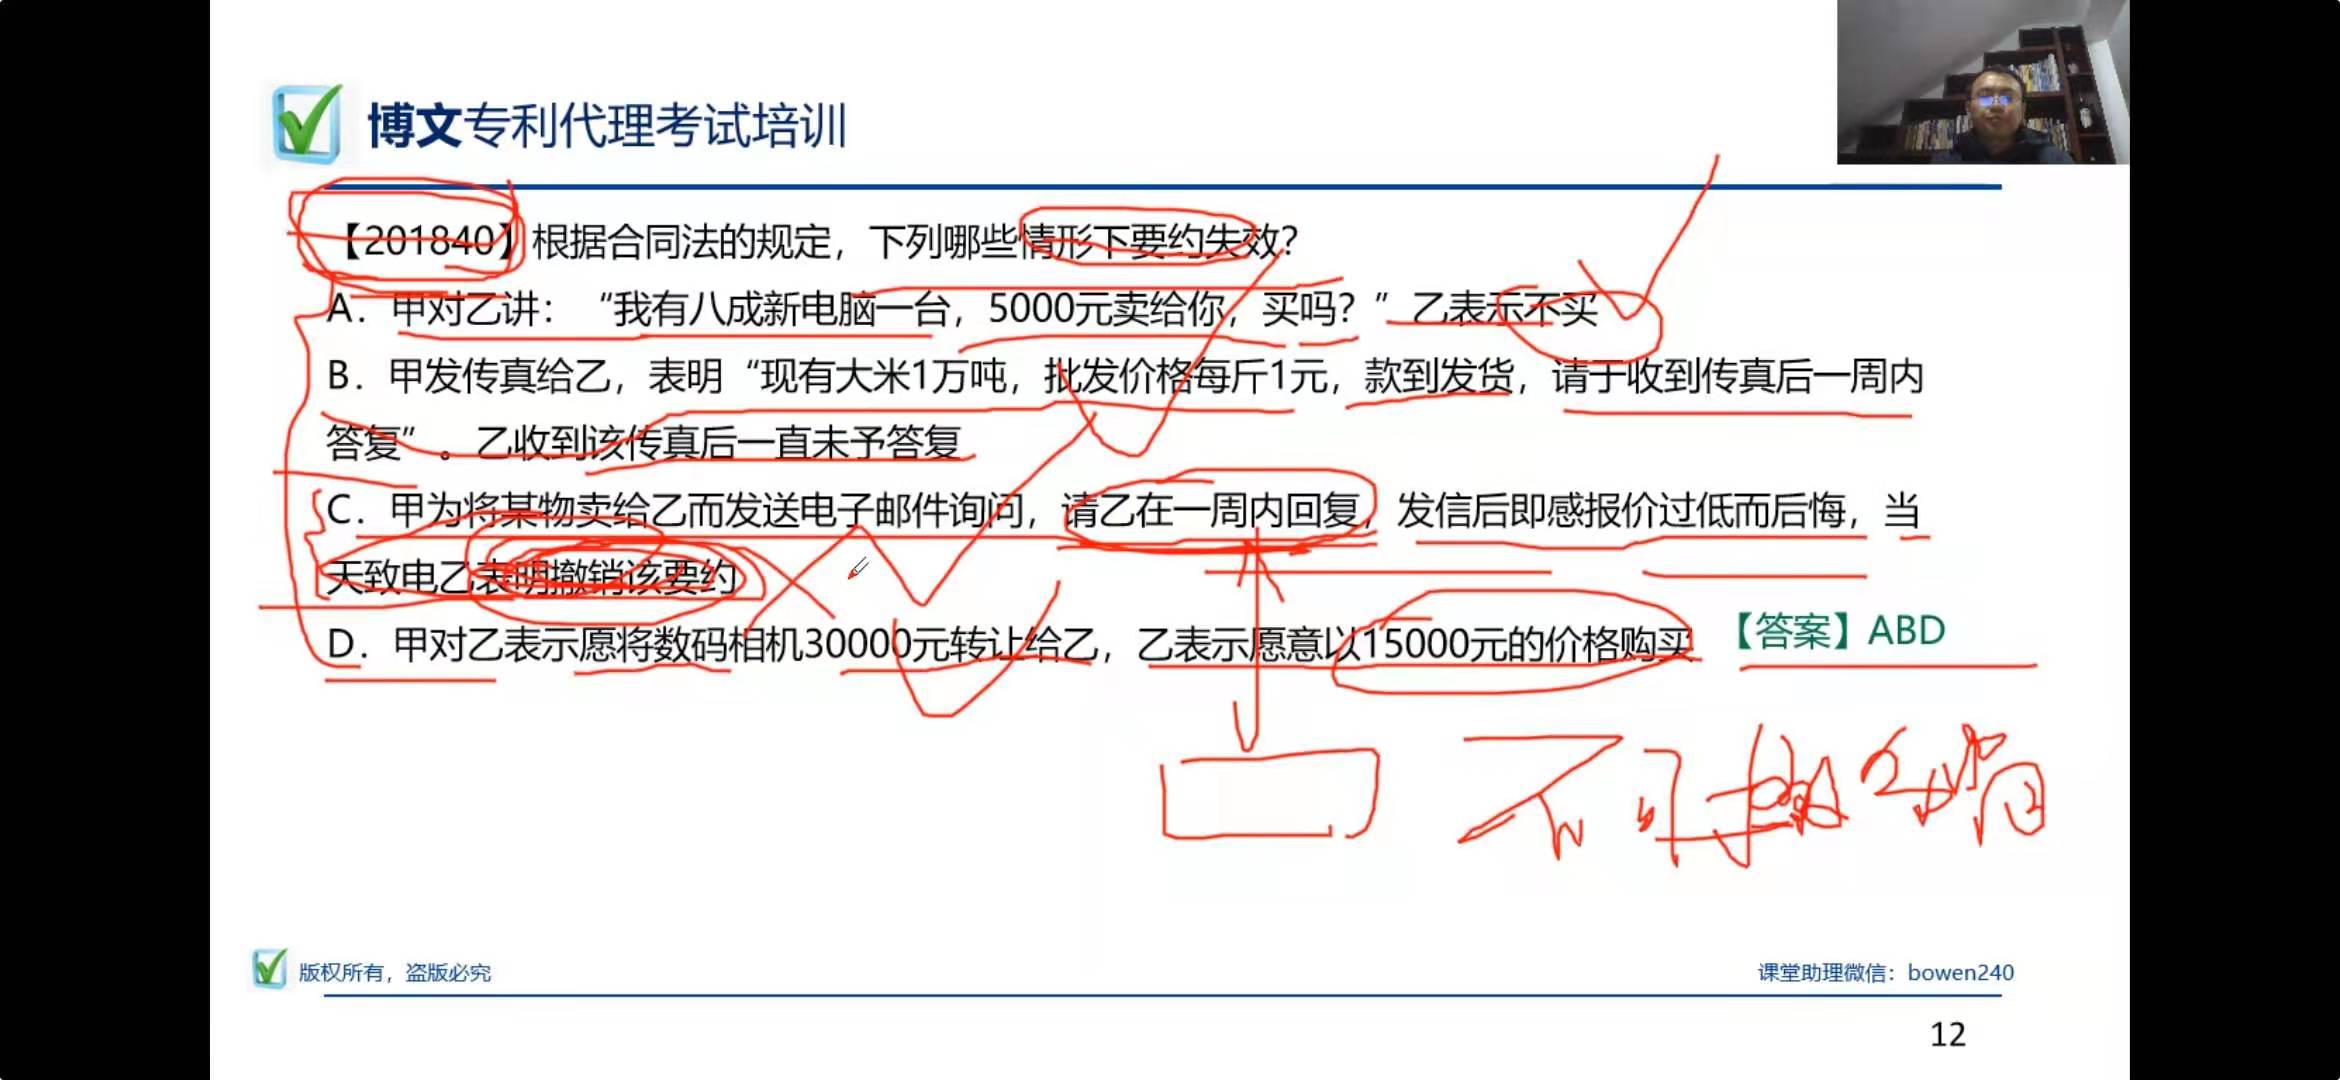 博文专利代理考试培训
【201840】根据合同法的规定，下列哪些情形下要约失效？
A．甲对乙讲：“我有八成新电脑一台，5000元卖给你，买吗？”乙表示不买
B．甲发传真给乙，表明“现有大米1万吨，批发价格每斤1元，款到发货，请于收到传真后一周内
答复”。乙收到该传真后一直未予答复
C．甲为将某物卖给乙而发送电子邮件询问，请乙在一周内回复，发信后即感报价过低而后悔，当
天致电乙表明撤销该要约
D．甲对乙表示愿将数码相机30000元转让给乙，乙表示愿意以15000元的价格购买
【答案】ABD
不可撤销
版权所有，盗版必究
课堂助理微信：bowen240
12